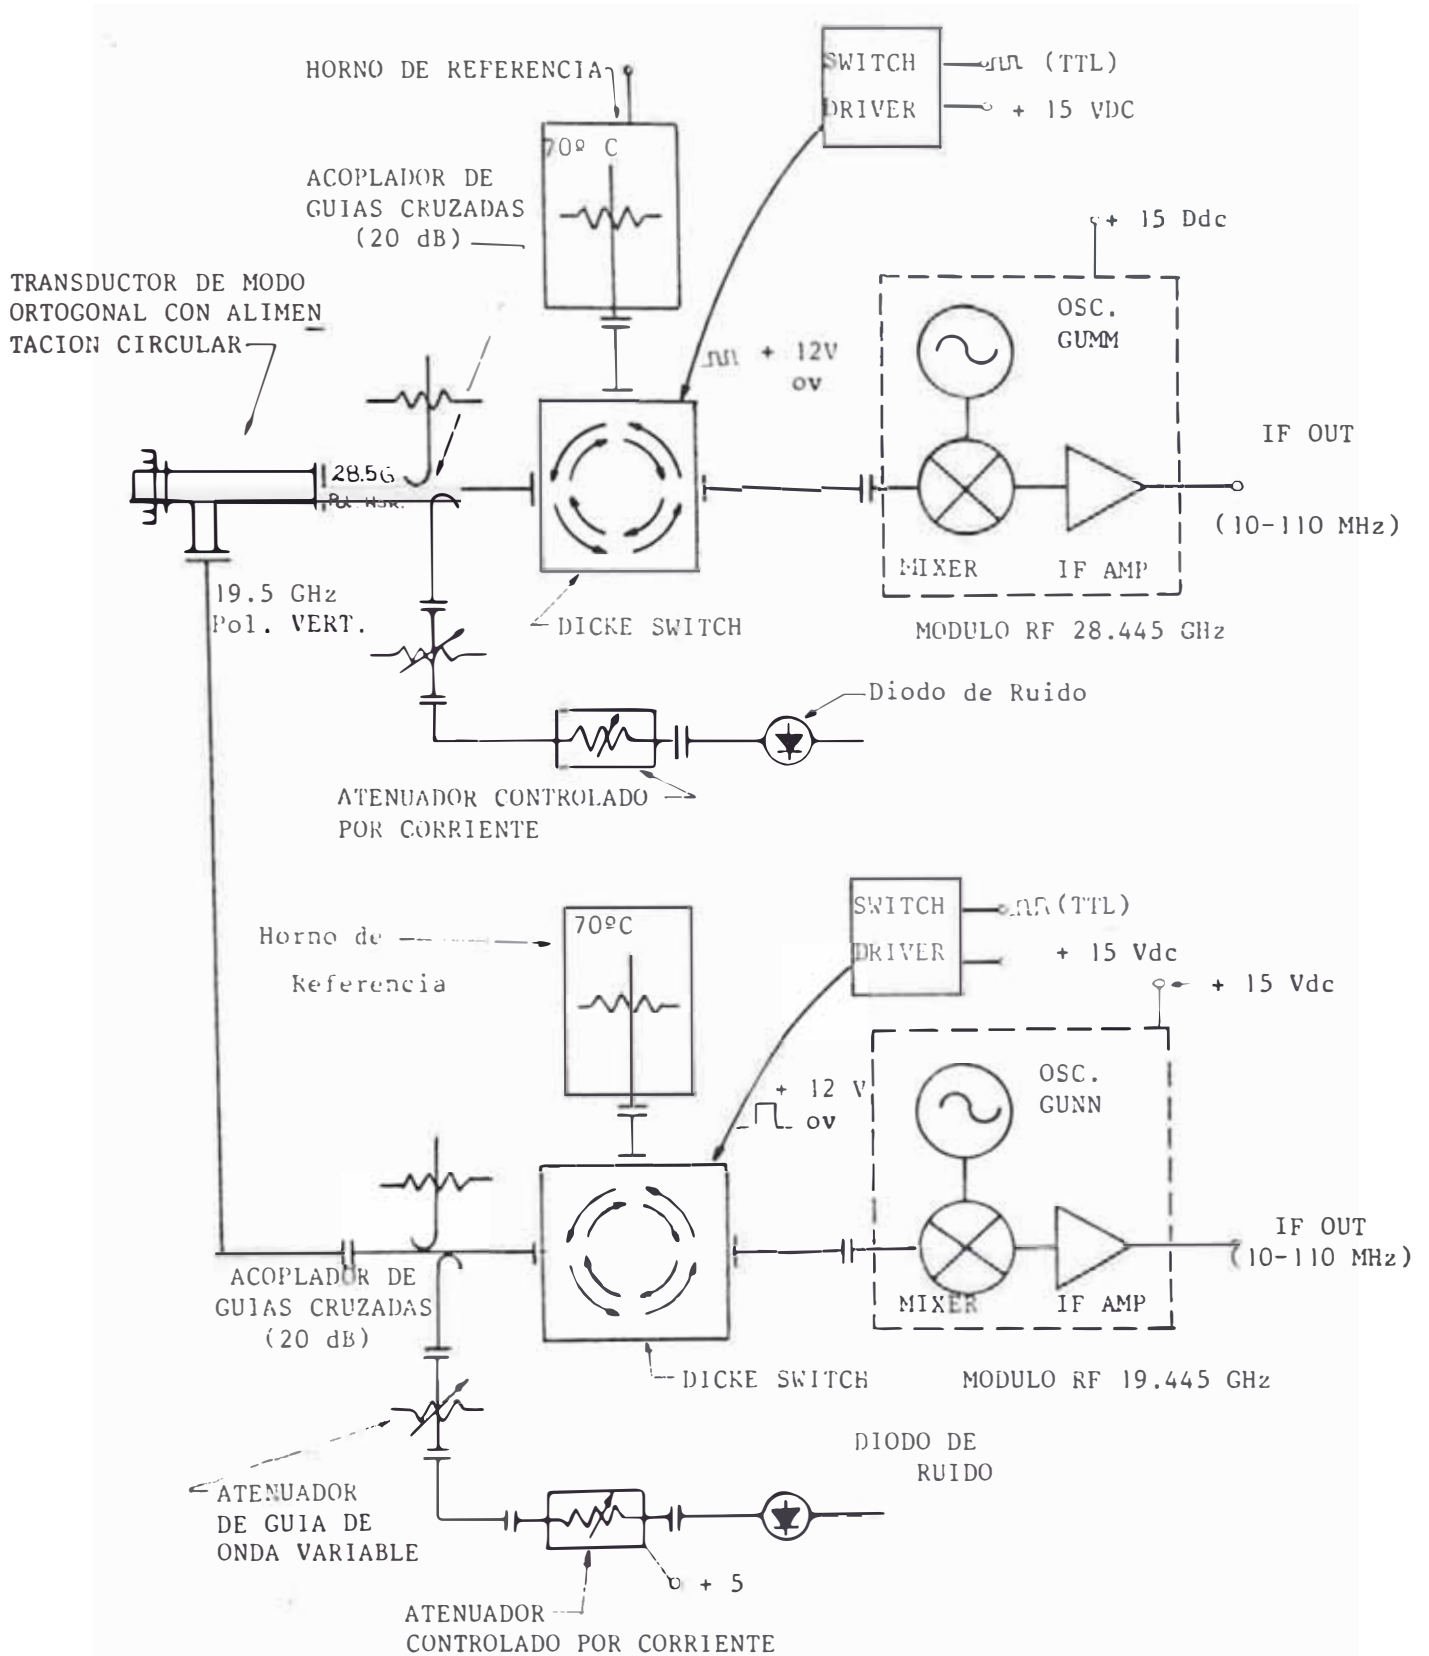 HORNO DE REFERENCIA
SWITCH
(TTL)
DRIVER
+ 15 VDC
70º C
ACOPLADOR DE
GUIAS CRUZADAS
(20 dB)
+ 15 Ddc
TRANSDUCTOR DE MODO
ORTOGONAL CON ALIMEN
TACION CIRCULAR
OSC.
GUMM
+ 12V
ov
IF OUT
28.5G
Pol. Hor.
(10-110 MHz)
MIXER
IF AMP
19.5 GHz
Pol. VERT.
DICKE SWITCH
MODULO RF 28.445 GHz
Diodo de Ruido
ATENUADOR CONTROLADO
POR CORRIENTE
SWITCH
(TTL)
70ºC
Horno de
DRIVER
+ 15 Vdc
Referencia
+ 15 Vdc
OSC.
GUNN
+ 12 V
ov
IF OUT
(10-110 MHz)
ACOPLADOR DE
GUIAS CRUZADAS
(20 dB)
MIXER
IF AMP
DICKE SWITCH
MODULO RF 19.445 GHz
DIODO DE
RUIDO
ATENUADOR
DE GUIA DE
ONDA VARIABLE
+ 5
ATENUADOR
CONTROLADO POR CORRIENTE